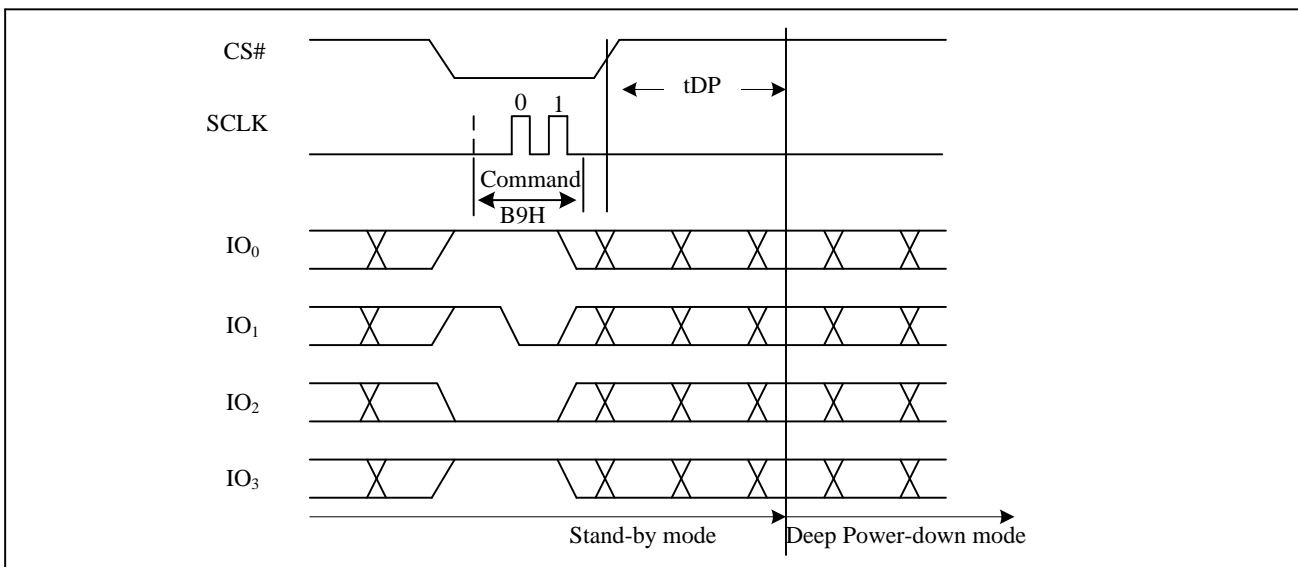 CS#
tDP
0 1
SCLK
Command
B9H
IO0
IO1
IO2
IO3
Stand-by mode Deep Power-down mode